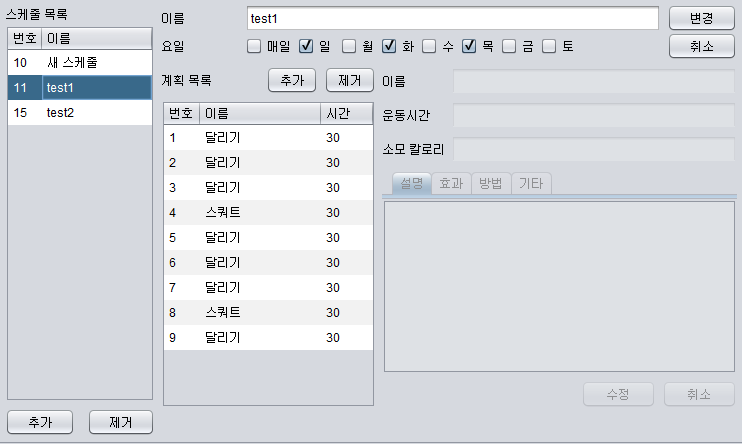 스케줄 목록
번호 이름
10 새 스케줄
11 test1
15 test2
추가 제거
이름 test1 변경
요일 매일 일 월 화 수 목 금 토 취소
계획 목록 추가 제거
번호 이름 시간
1 달리기 30
2 달리기 30
3 달리기 30
4 스쿼트 30
5 달리기 30
6 달리기 30
7 달리기 30
8 스쿼트 30
9 달리기 30
이름
운동시간
소모 칼로리
설명 효과 방법 기타
수정 취소